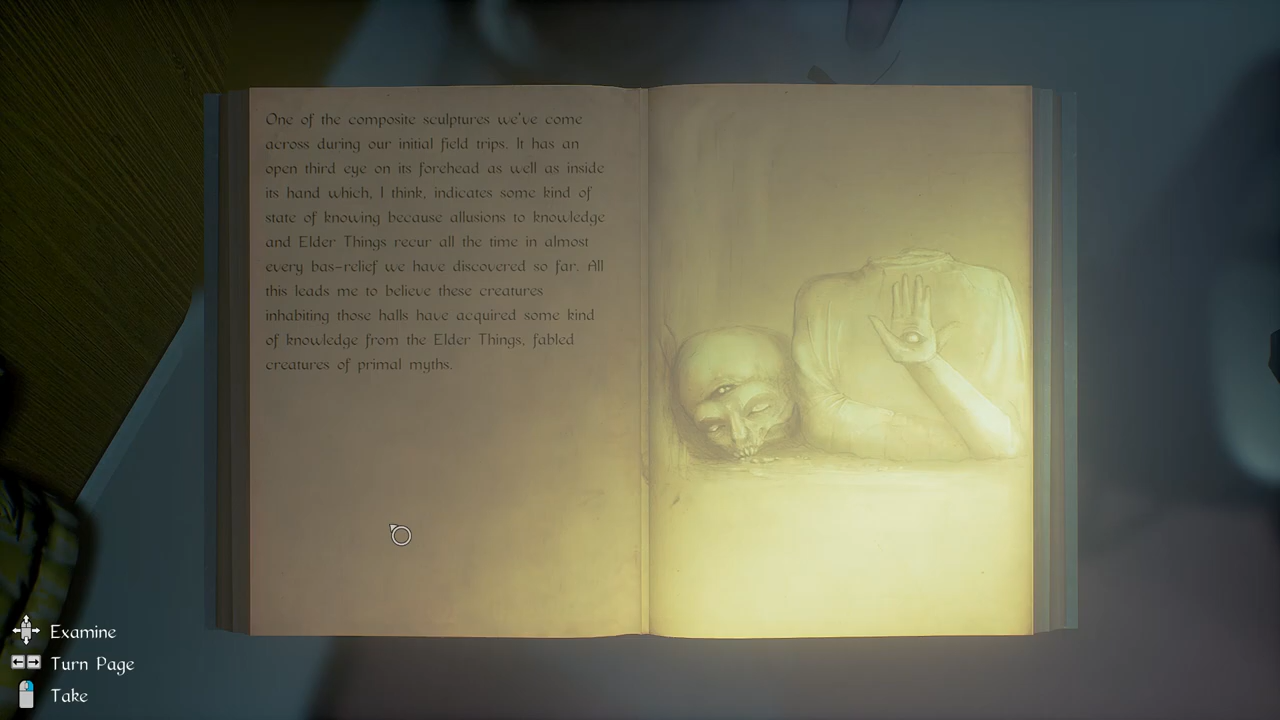 One of the composite sculptures we've come
across during our initial field trips. It has an
open third eye on its forehead as well as inside
its hand which, I think, indicates some kind of
state of knowing because allusions to knowledge
and Elder Things recur all the time in almost
every bas-relief we have discovered so far. All
this leads me to believe these creatures
inhabiting those halls have acquired some kind
of knowledge from the Elder Things, fabled
creatures of primal myths.
Examine
Turn Page
Take